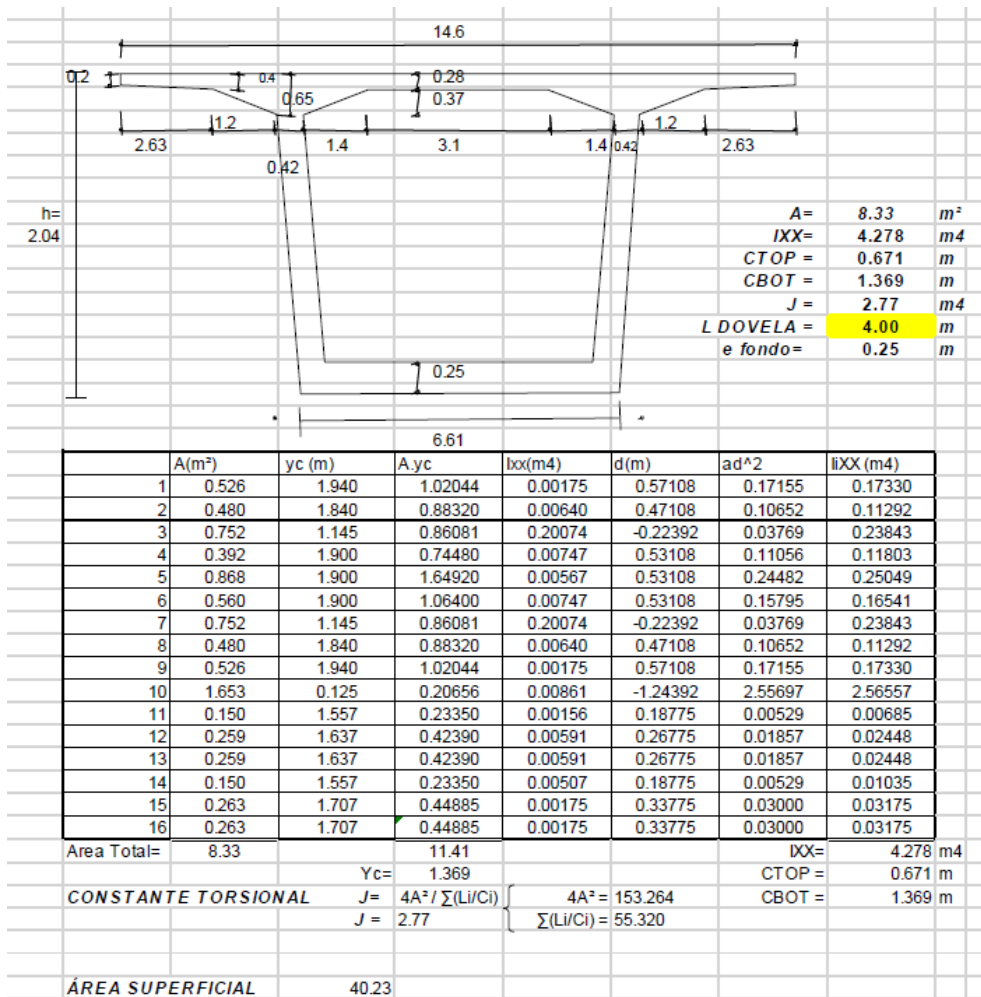 14.6
0.2 0.4 0.28
0.65 0.37
1.2 1.2
2.63 1.4 3.1 1.4 0.42 2.63
0.42
h= A= 8.33 m²
2.04 IXX= 4.278 m4
CTOP = 0.671 m
CBOT = 1.369 m
J = 2.77 m4
L DOVELA = 4.00 m
e fondo= 0.25 m
0.25
6.61
A(m²) yc (m) A.yc Ixx(m4) d(m) ad^2 IiXX (m4)
1 0.526 1.940 1.02044 0.00175 0.57108 0.17155 0.17330
2 0.480 1.840 0.88320 0.00640 0.47108 0.10652 0.11292
3 0.752 1.145 0.86081 0.20074 -0.22392 0.03769 0.23843
4 0.392 1.900 0.74480 0.00747 0.53108 0.11056 0.11803
5 0.868 1.900 1.64920 0.00567 0.53108 0.24482 0.25049
6 0.560 1.900 1.06400 0.00747 0.53108 0.15795 0.16541
7 0.752 1.145 0.86081 0.20074 -0.22392 0.03769 0.23843
8 0.480 1.840 0.88320 0.00640 0.47108 0.10652 0.11292
9 0.526 1.940 1.02044 0.00175 0.57108 0.17155 0.17330
10 1.653 0.125 0.20656 0.00861 -1.24392 2.55697 2.56557
11 0.150 1.557 0.23350 0.00156 0.18775 0.00529 0.00685
12 0.259 1.637 0.42390 0.00591 0.26775 0.01857 0.02448
13 0.259 1.637 0.42390 0.00591 0.26775 0.01857 0.02448
14 0.150 1.557 0.23350 0.00507 0.18775 0.00529 0.01035
15 0.263 1.707 0.44885 0.00175 0.33775 0.03000 0.03175
16 0.263 1.707 0.44885 0.00175 0.33775 0.03000 0.03175
Area Total= 8.33 11.41 IXX= 4.278 m4
Yc= 1.369 CTOP = 0.671 m
CONSTANTE TORSIONAL J= 4A²/ ∑(Li/Ci) 4A² = 153.264 CBOT = 1.369 m
J = 2.77 ∑(Li/Ci) = 55.320
ÁREA SUPERFICIAL 40.23